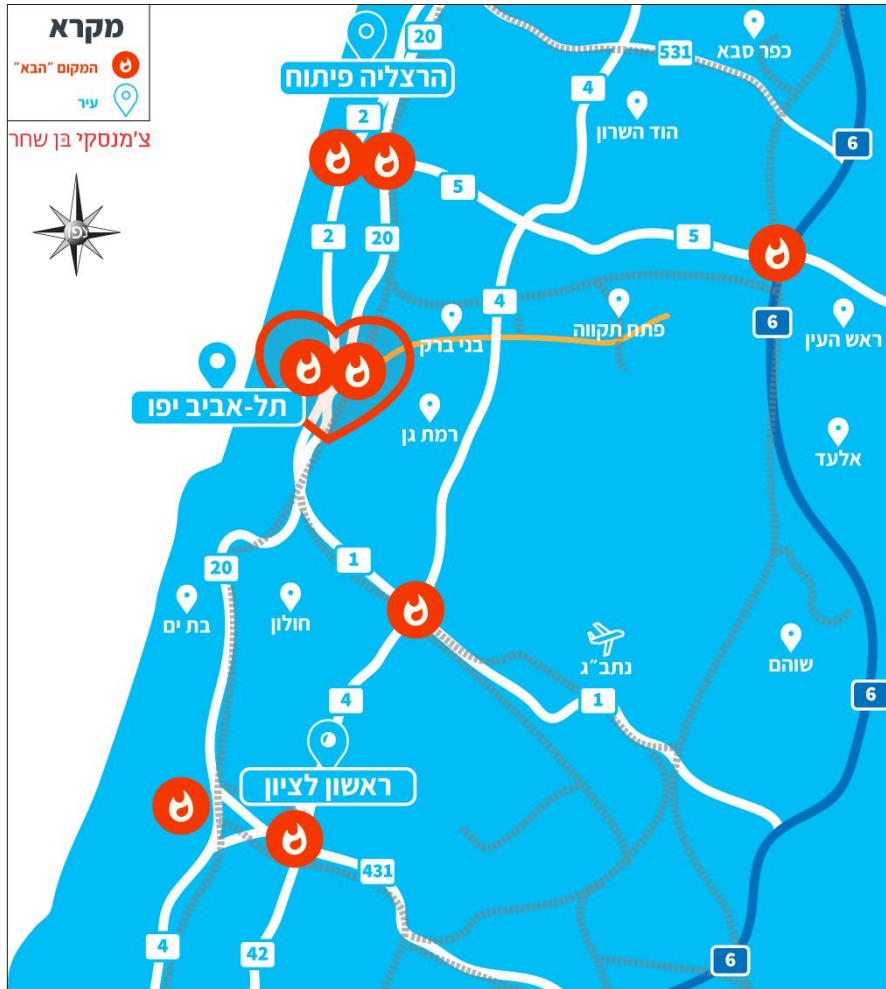 מקרא
המקום "הבא"
עיר
צ'מנסקי בן שחר
נפו
20
הרצליה פיתוח
2
531
כפר סבא
4
הוד השרון
6
5
2
20
5
4
6
בני ברק
פתח תקווה
ראש העין
תל-אביב יפו
רמת גן
אלעד
1
20
בת ים
חולון
נתב"ג
שוהם
4
1
6
ראשון לציון
431
4
42
6